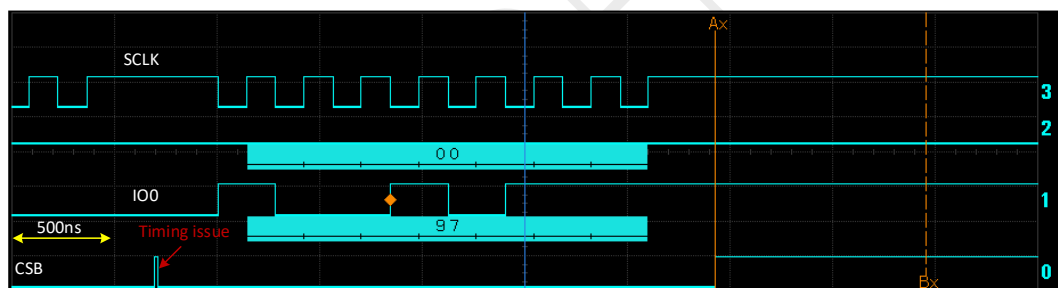 Ax
SCLK
3
2
00
IO0
1
97
500ns
Timing issue
CSB
0
Bx